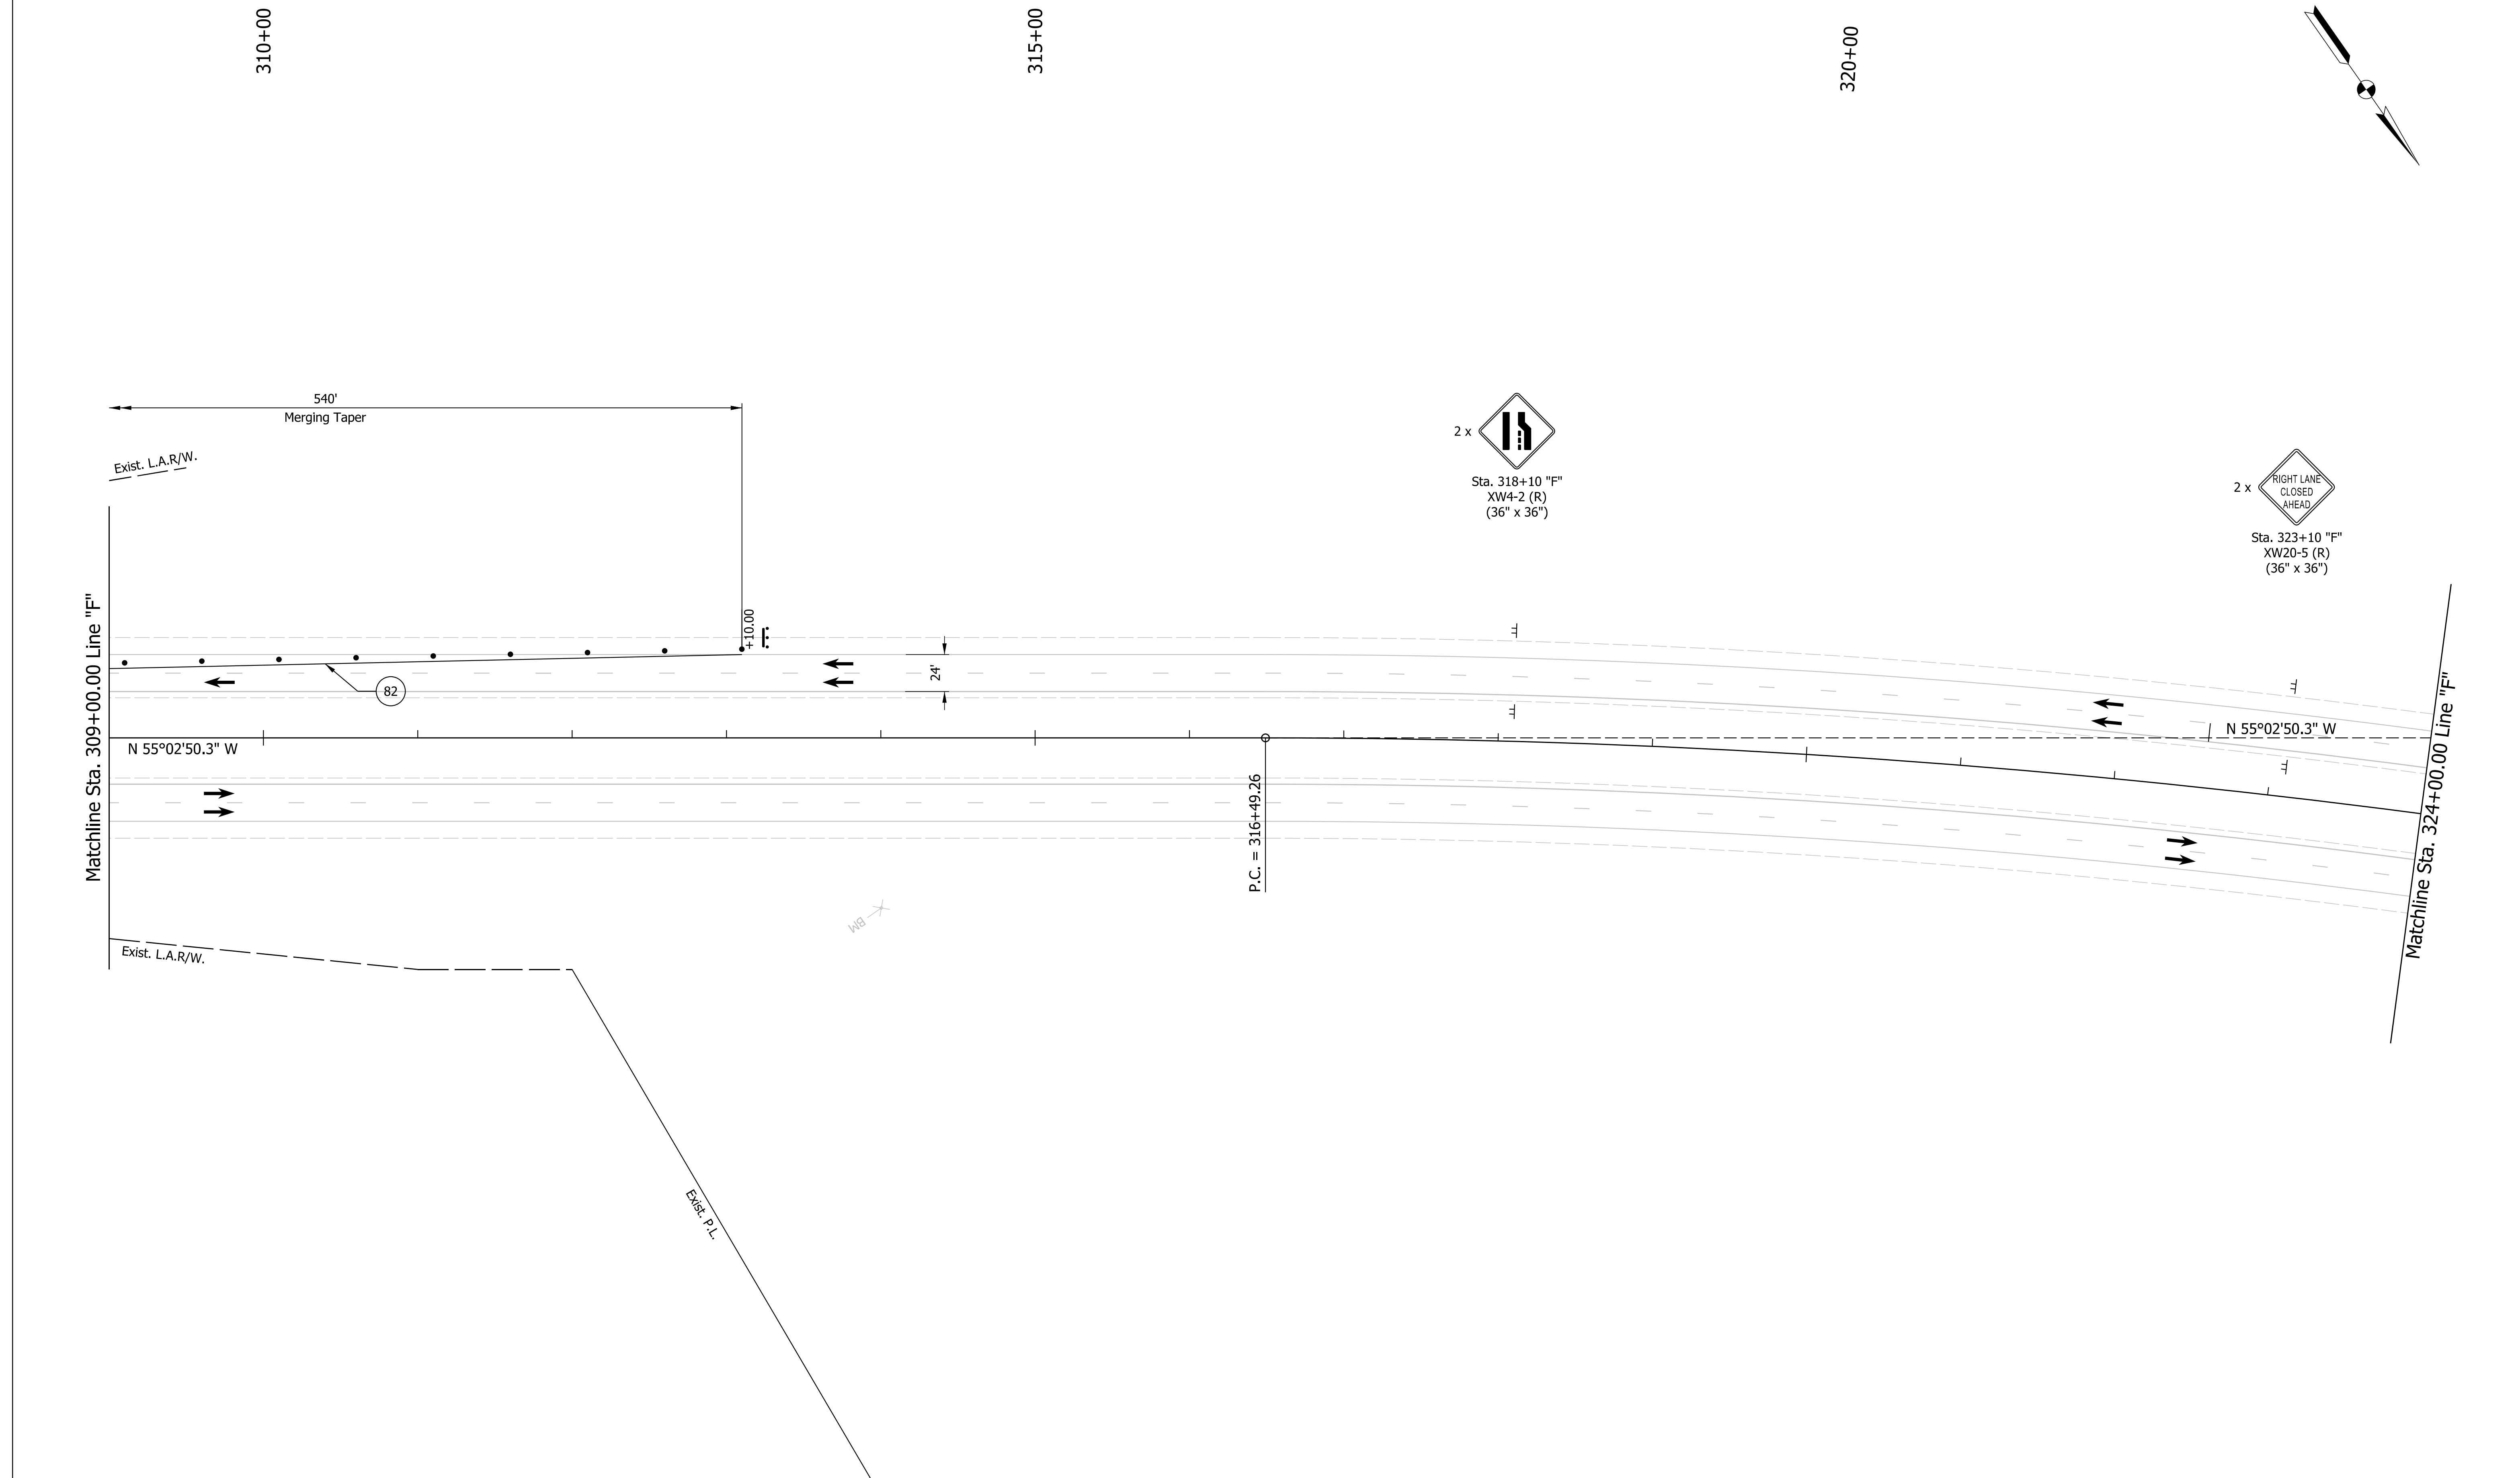 310+00
315+00
320+00
540'
Merging Taper
Exist. L.A.R/W.
2 x
Sta. 318+10 "F"
XW4-2 (R)
(36" x 36")
2 x
RIGHT LANE
CLOSED
AHEAD
Sta. 323+10 "F"
XW20-5 (R)
(36" x 36")
Matchline Sta. 309+00.00 Line "F"
+10.00
24'
82
N 55°02'50.3" W
N 55°02'50.3" W
P.C. = 316+49.26
Matchline Sta. 324+00.00 Line "F"
BM
Exist. L.A.R/W.
Exist. P.L.